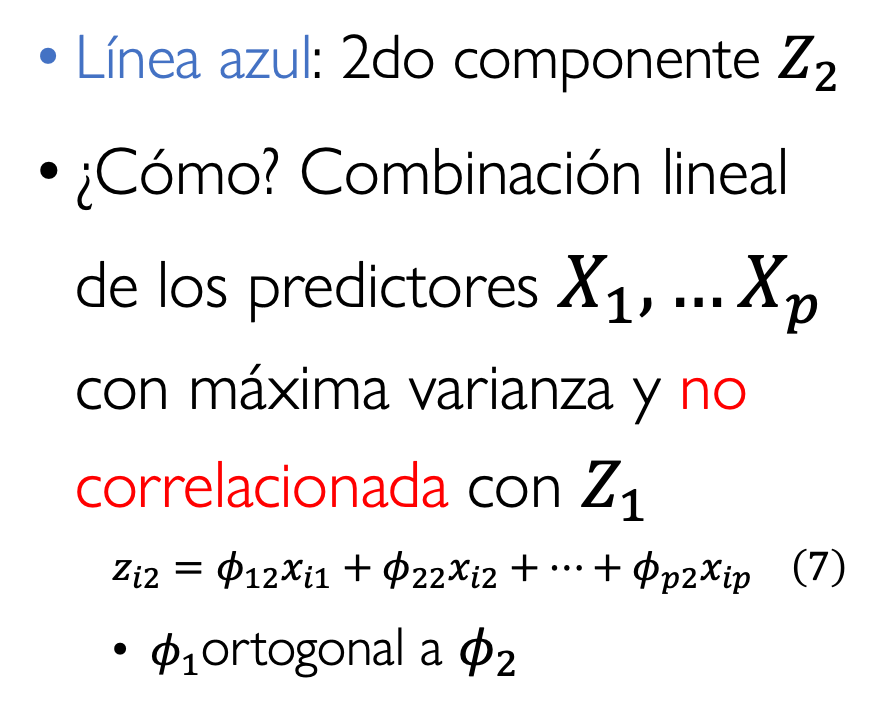 • Línea azul: 2do componente Z₂
• ¿Cómo? Combinación lineal
de los predictores X₁, … Xₚ
con máxima varianza y no
correlacionada con Z₁
zᵢ₂ = ϕ₁₂xᵢ₁ + ϕ₂₂xᵢ₂ + ⋯ + ϕₚ₂xᵢₚ (7)
• ϕ₁ortogonal a ϕ₂